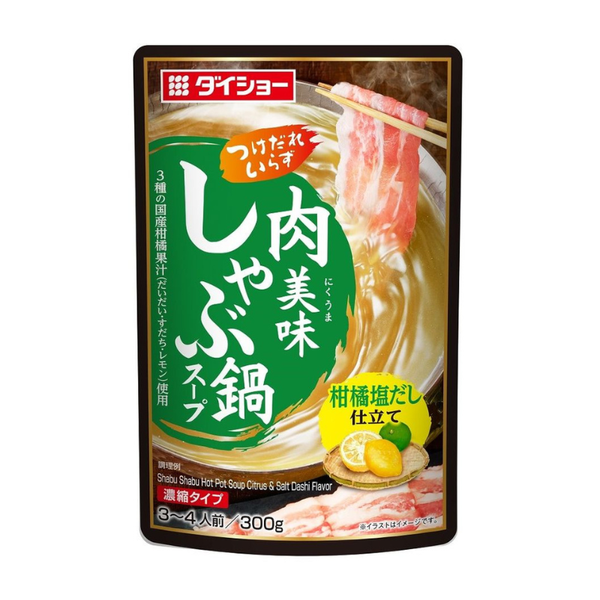 ダイショー
つけだれ
いらず
肉美味
にくうま
しゃぶ鍋
スープ
3種の国産柑橘果汁(だいだい・すだち・レモン)使用
柑橘塩だし
仕立て
調理例
Shabu Shabu Hot Pot Soup Citrus & Salt Dashi Flavor
濃縮タイプ
3〜4人前/300g
※イラストはイメージです。